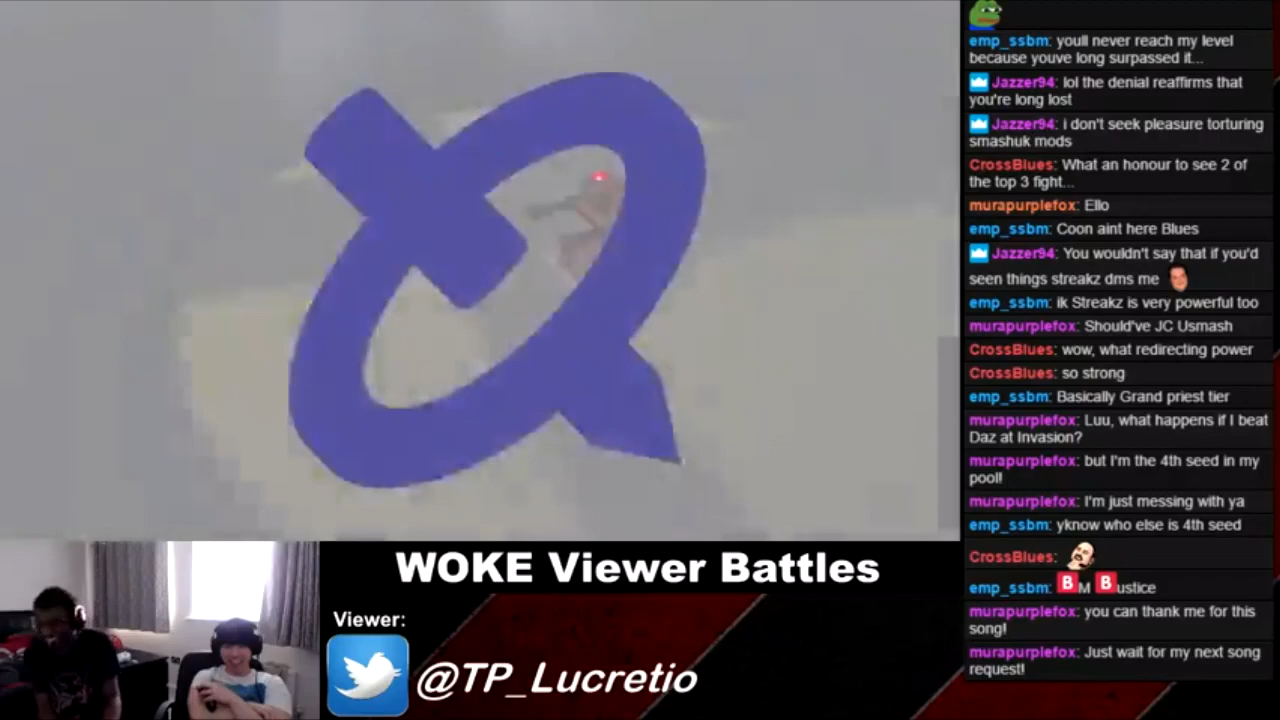 emp_ssbm: youll never reach my level
because youve long surpassed it...
Jazzer94: lol the denial reaffirms that
you're long lost
Jazzer94: i don't seek pleasure torturing
smashuk mods
CrossBlues: What an honour to see 2 of
the top 3 fight...
murapurplefox: Ello
emp_ssbm: Coon aint here Blues
Jazzer94: You wouldn't say that if you'd
seen things streakz dms me
emp_ssbm: ik Streakz is very powerful too
murapurplefox: Should've JC Usmash
CrossBlues: wow, what redirecting power
CrossBlues: so strong
emp_ssbm: Basically Grand priest tier
murapurplefox: Luu, what happens if I beat
Daz at Invasion?
murapurplefox: but I'm the 4th seed in my
pool!
murapurplefox: I'm just messing with ya
emp_ssbm: yknow who else is 4th seed
CrossBlues:
emp_ssbm: B M B ustice
murapurplefox: you can thank me for this
song!
murapurplefox: Just wait for my next song
request!
WOKE Viewer Battles
Viewer:
@TP_Lucretio